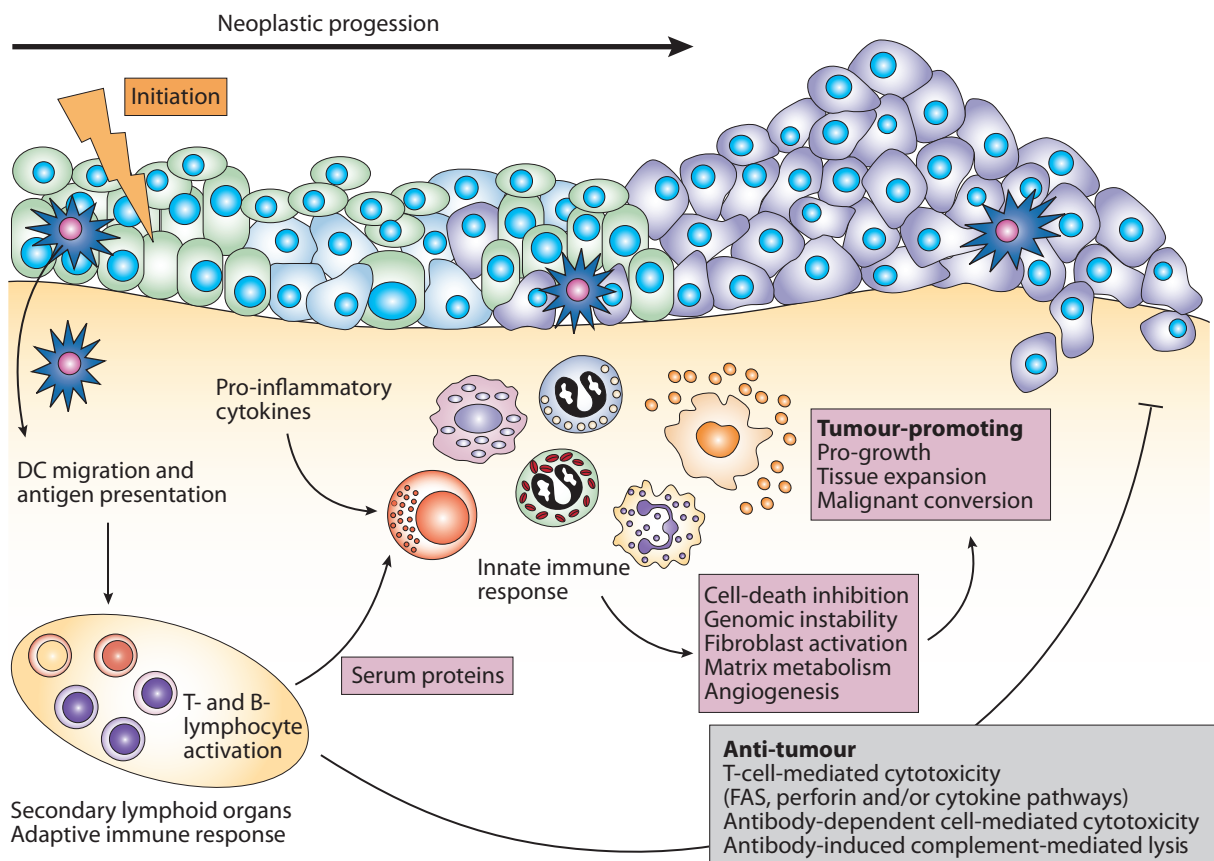 Neoplastic progession
Initiation
Pro-inflammatory
cytokines
DC migration and
antigen presentation
Tumour-promoting
Pro-growth
Tissue expansion
Malignant conversion
Innate immune
response
Cell-death inhibition
Genomic instability
Fibroblast activation
Matrix metabolism
Angiogenesis
Serum proteins
T- and B-
lymphocyte
activation
Secondary lymphoid organs
Adaptive immune response
Anti-tumour
T-cell-mediated cytotoxicity
(FAS, perforin and/or cytokine pathways)
Antibody-dependent cell-mediated cytotoxicity
Antibody-induced complement-mediated lysis